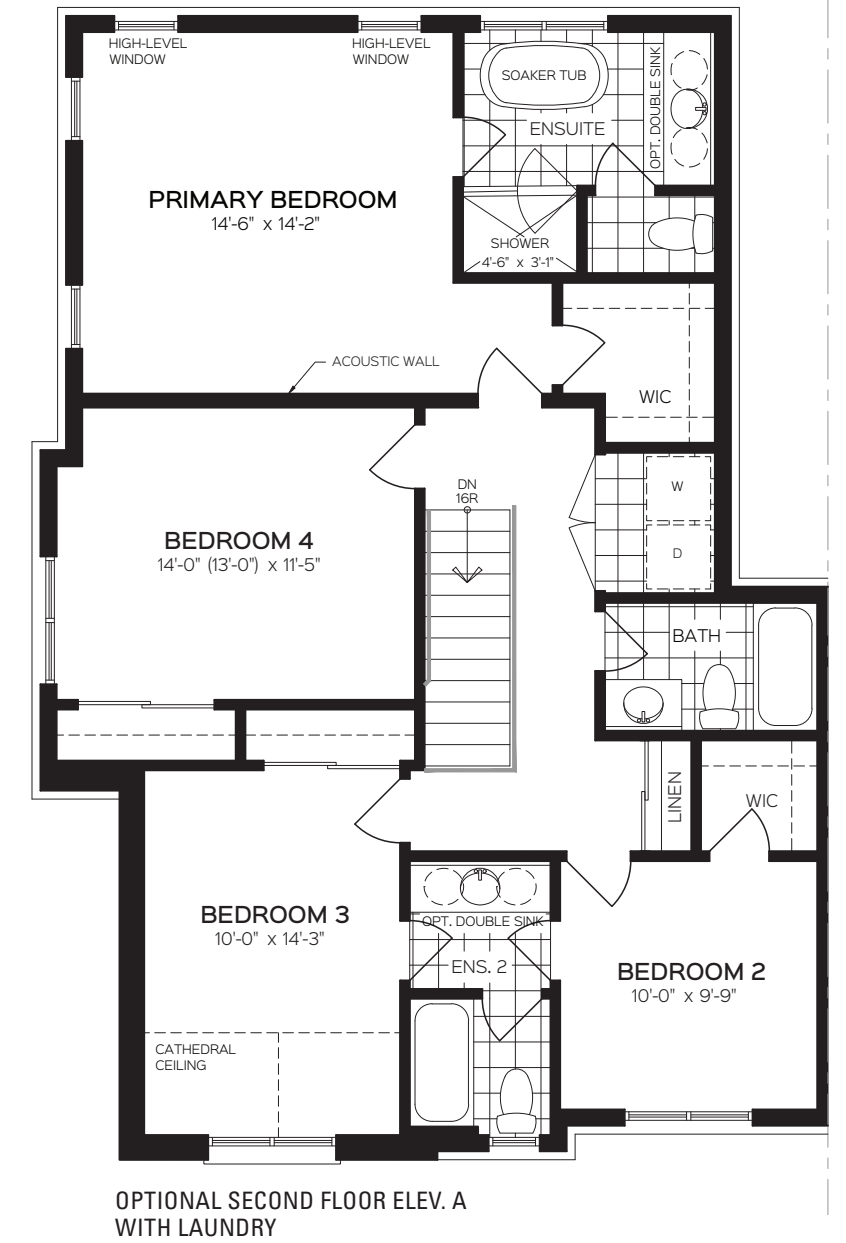 HIGH-LEVEL
WINDOW
HIGH-LEVEL
WINDOW
SOAKER TUB
OPT. DOUBLE SINK
ENSUITE
PRIMARY BEDROOM
14'-6" x 14'-2"
SHOWER
4'-6" x 3'-1"
ACOUSTIC WALL
WIC
DN
16R
W
D
BEDROOM 4
14'-0" (13'-0") x 11'-5"
BATH
LINEN
WIC
BEDROOM 3
10'-0" x 14'-3"
OPT. DOUBLE SINK
ENS. 2
BEDROOM 2
10'-0" x 9'-9"
CATHEDRAL
CEILING
OPTIONAL SECOND FLOOR ELEV. A
WITH LAUNDRY